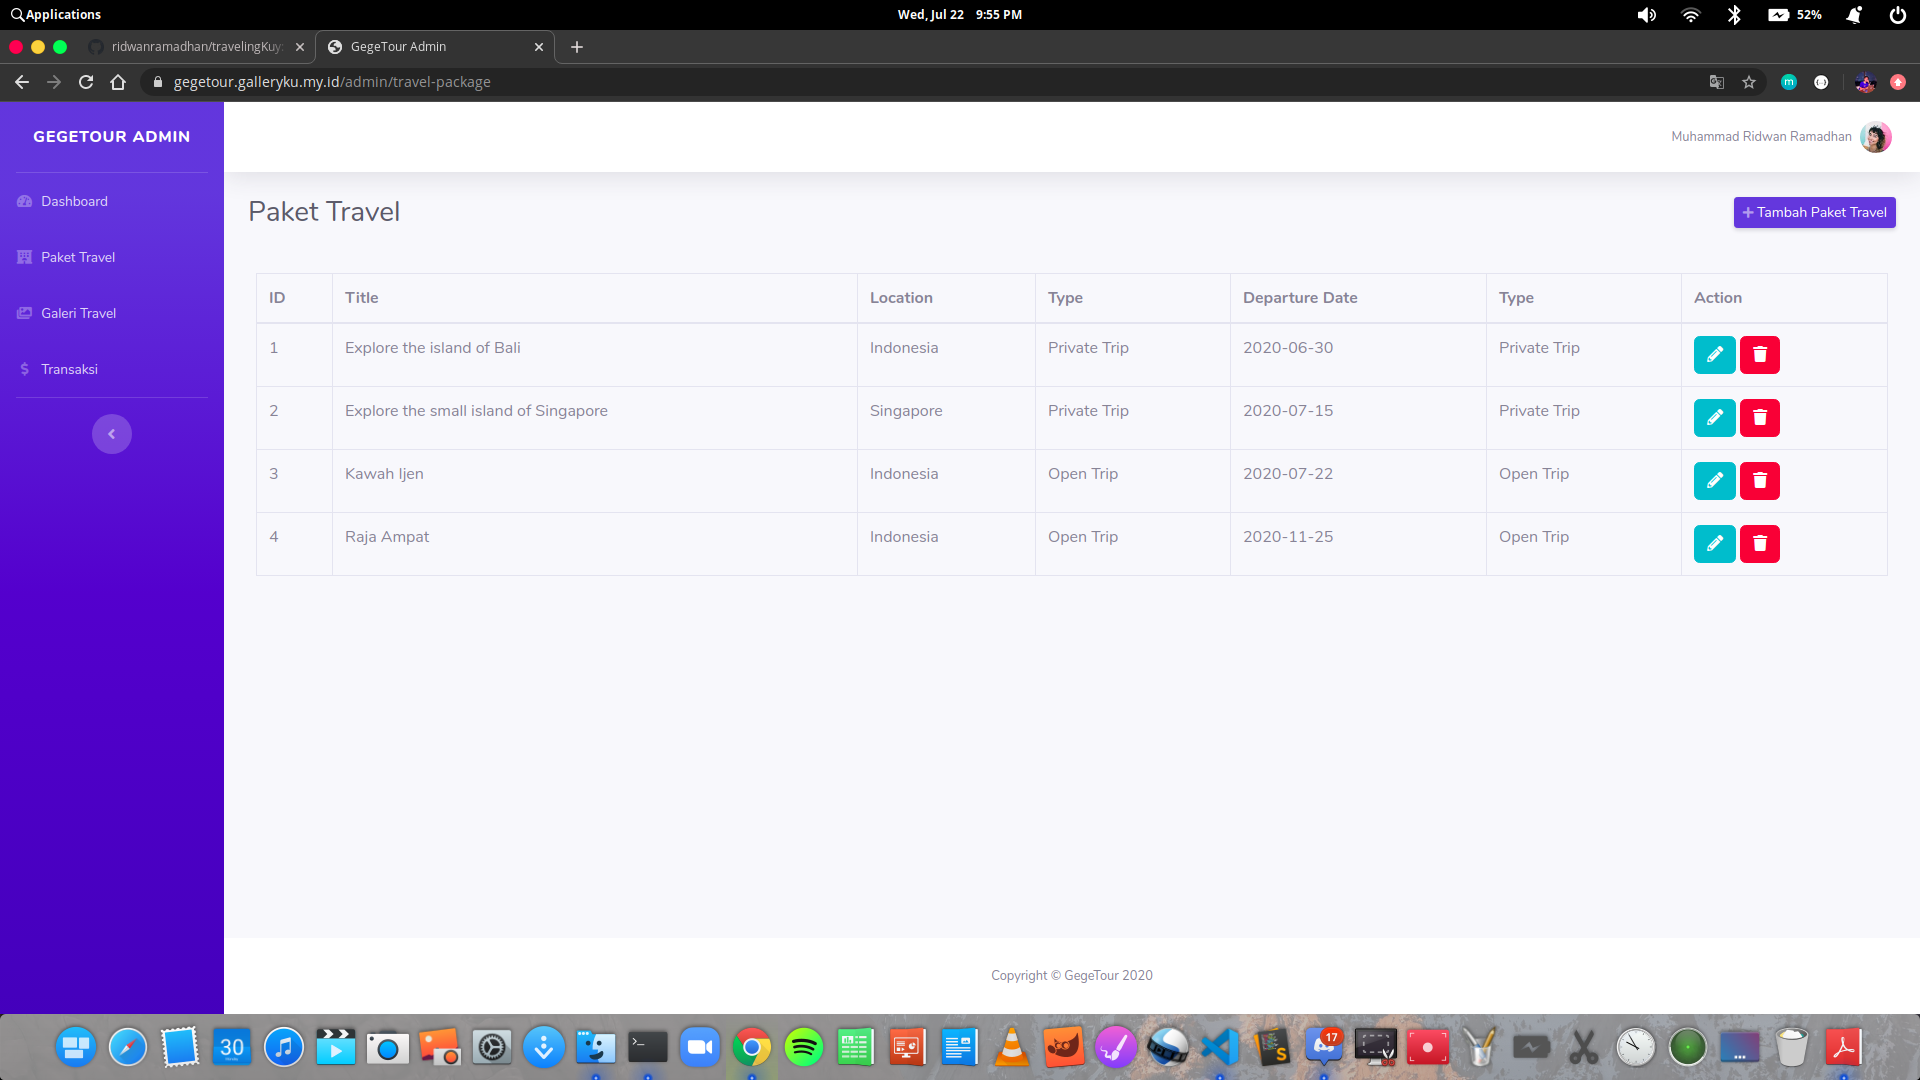 Applications
Wed, Jul 22 9:55 PM
52%
ridwanramadhan/travelingKuy
GegeTour Admin
gegetour.galleryku.my.id/admin/travel-package
GEGETOUR ADMIN
Muhammad Ridwan Ramadhan
Dashboard
Paket Travel
Galeri Travel
Transaksi
Paket Travel
+ Tambah Paket Travel
ID Title Location Type Departure Date Type Action
1 Explore the island of Bali Indonesia Private Trip 2020-06-30 Private Trip
2 Explore the small island of Singapore Singapore Private Trip 2020-07-15 Private Trip
3 Kawah Ijen Indonesia Open Trip 2020-07-22 Open Trip
4 Raja Ampat Indonesia Open Trip 2020-11-25 Open Trip
Copyright © GegeTour 2020
30
17